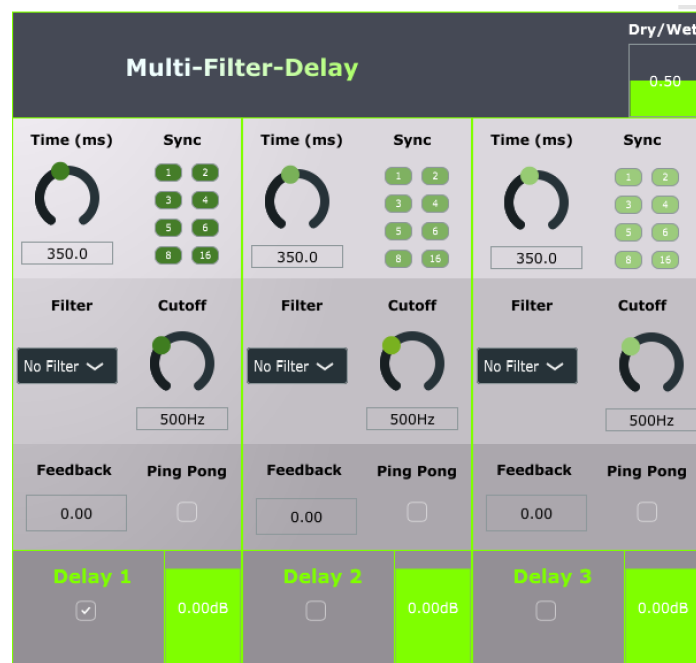 Dry/Wet
Multi-Filter-Delay
0.50
Time (ms) Sync Time (ms) Sync Time (ms) Sync
1 2 1 2 1 2
3 4 3 4 3 4
5 6 5 6 5 6
8 16 8 16 8 16
350.0 350.0 350.0
Filter Cutoff Filter Cutoff Filter Cutoff
No Filter No Filter No Filter
500Hz 500Hz 500Hz
Feedback Ping Pong Feedback Ping Pong Feedback Ping Pong
0.00 0.00 0.00
Delay 1 Delay 2 Delay 3
0.00dB 0.00dB 0.00dB